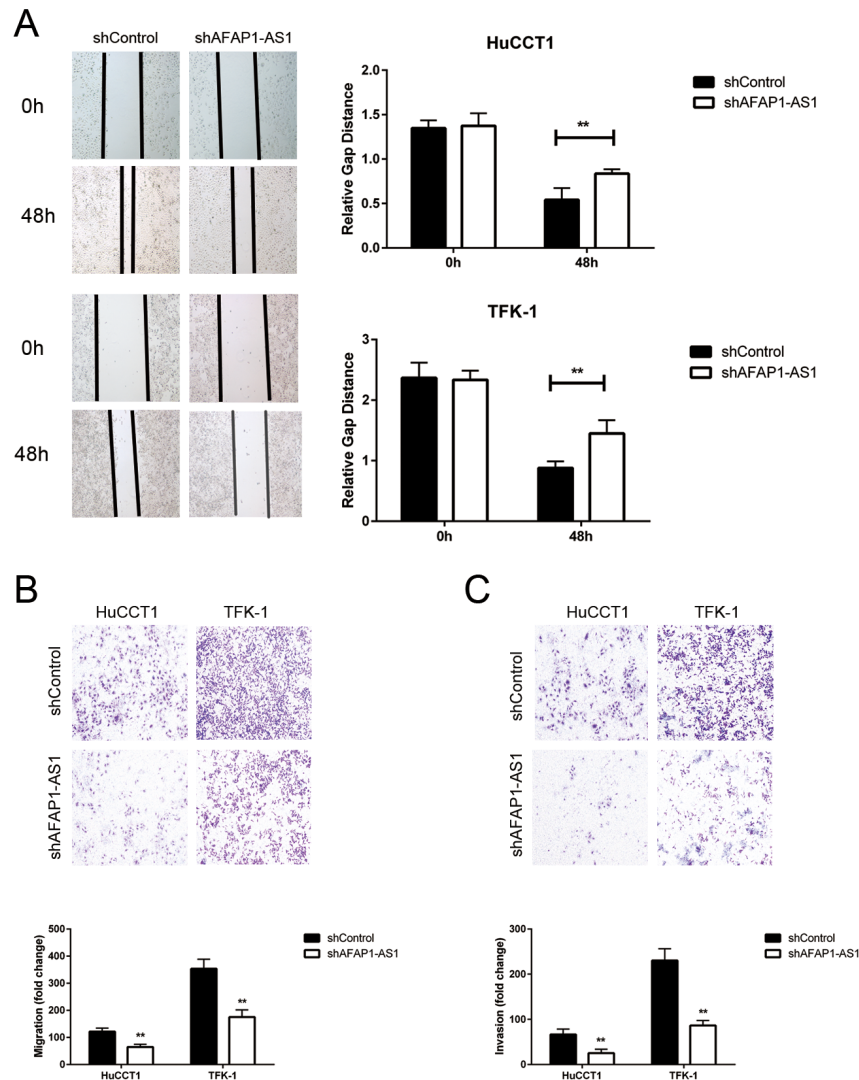 A
shControl shAFAP1-AS1
0h
48h
0h
48h
HuCCT1
Relative Gap Distance
2.0
1.5
1.0
0.5
0.0
**
0h 48h
shControl
shAFAP1-AS1
TFK-1
Relative Gap Distance
3
2
1
0
**
0h 48h
shControl
shAFAP1-AS1
B
HuCCT1 TFK-1
shControl
shAFAP1-AS1
Migration (fold change)
500
400
300
200
100
0
** **
HuCCT1 TFK-1
shControl
shAFAP1-AS1
C
HuCCT1 TFK-1
shControl
shAFAP1-AS1
Invasion (fold change)
300
200
100
0
** **
HuCCT1 TFK-1
shControl
shAFAP1-AS1